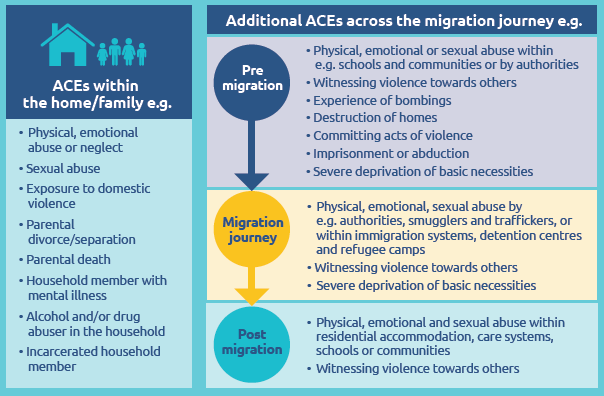 ACEs within
the home/family e.g.
• Physical, emotional
abuse or neglect
• Sexual abuse
• Exposure to domestic
violence
• Parental
divorce/separation
• Parental death
• Household member with
mental illness
• Alcohol and/or drug
abuser in the household
• Incarcerated household
member
Additional ACEs across the migration journey e.g.
Pre
migration
• Physical, emotional or sexual abuse within
e.g. schools and communities or by authorities
• Witnessing violence towards others
• Experience of bombings
• Destruction of homes
• Committing acts of violence
• Imprisonment or abduction
• Severe deprivation of basic necessities
Migration
journey
• Physical, emotional, sexual abuse by
e.g. authorities, smugglers and traffickers, or
within immigration systems, detention centres
and refugee camps
• Witnessing violence towards others
• Severe deprivation of basic necessities
Post
migration
• Physical, emotional and sexual abuse within
residential accommodation, care systems,
schools or communities
• Witnessing violence towards others